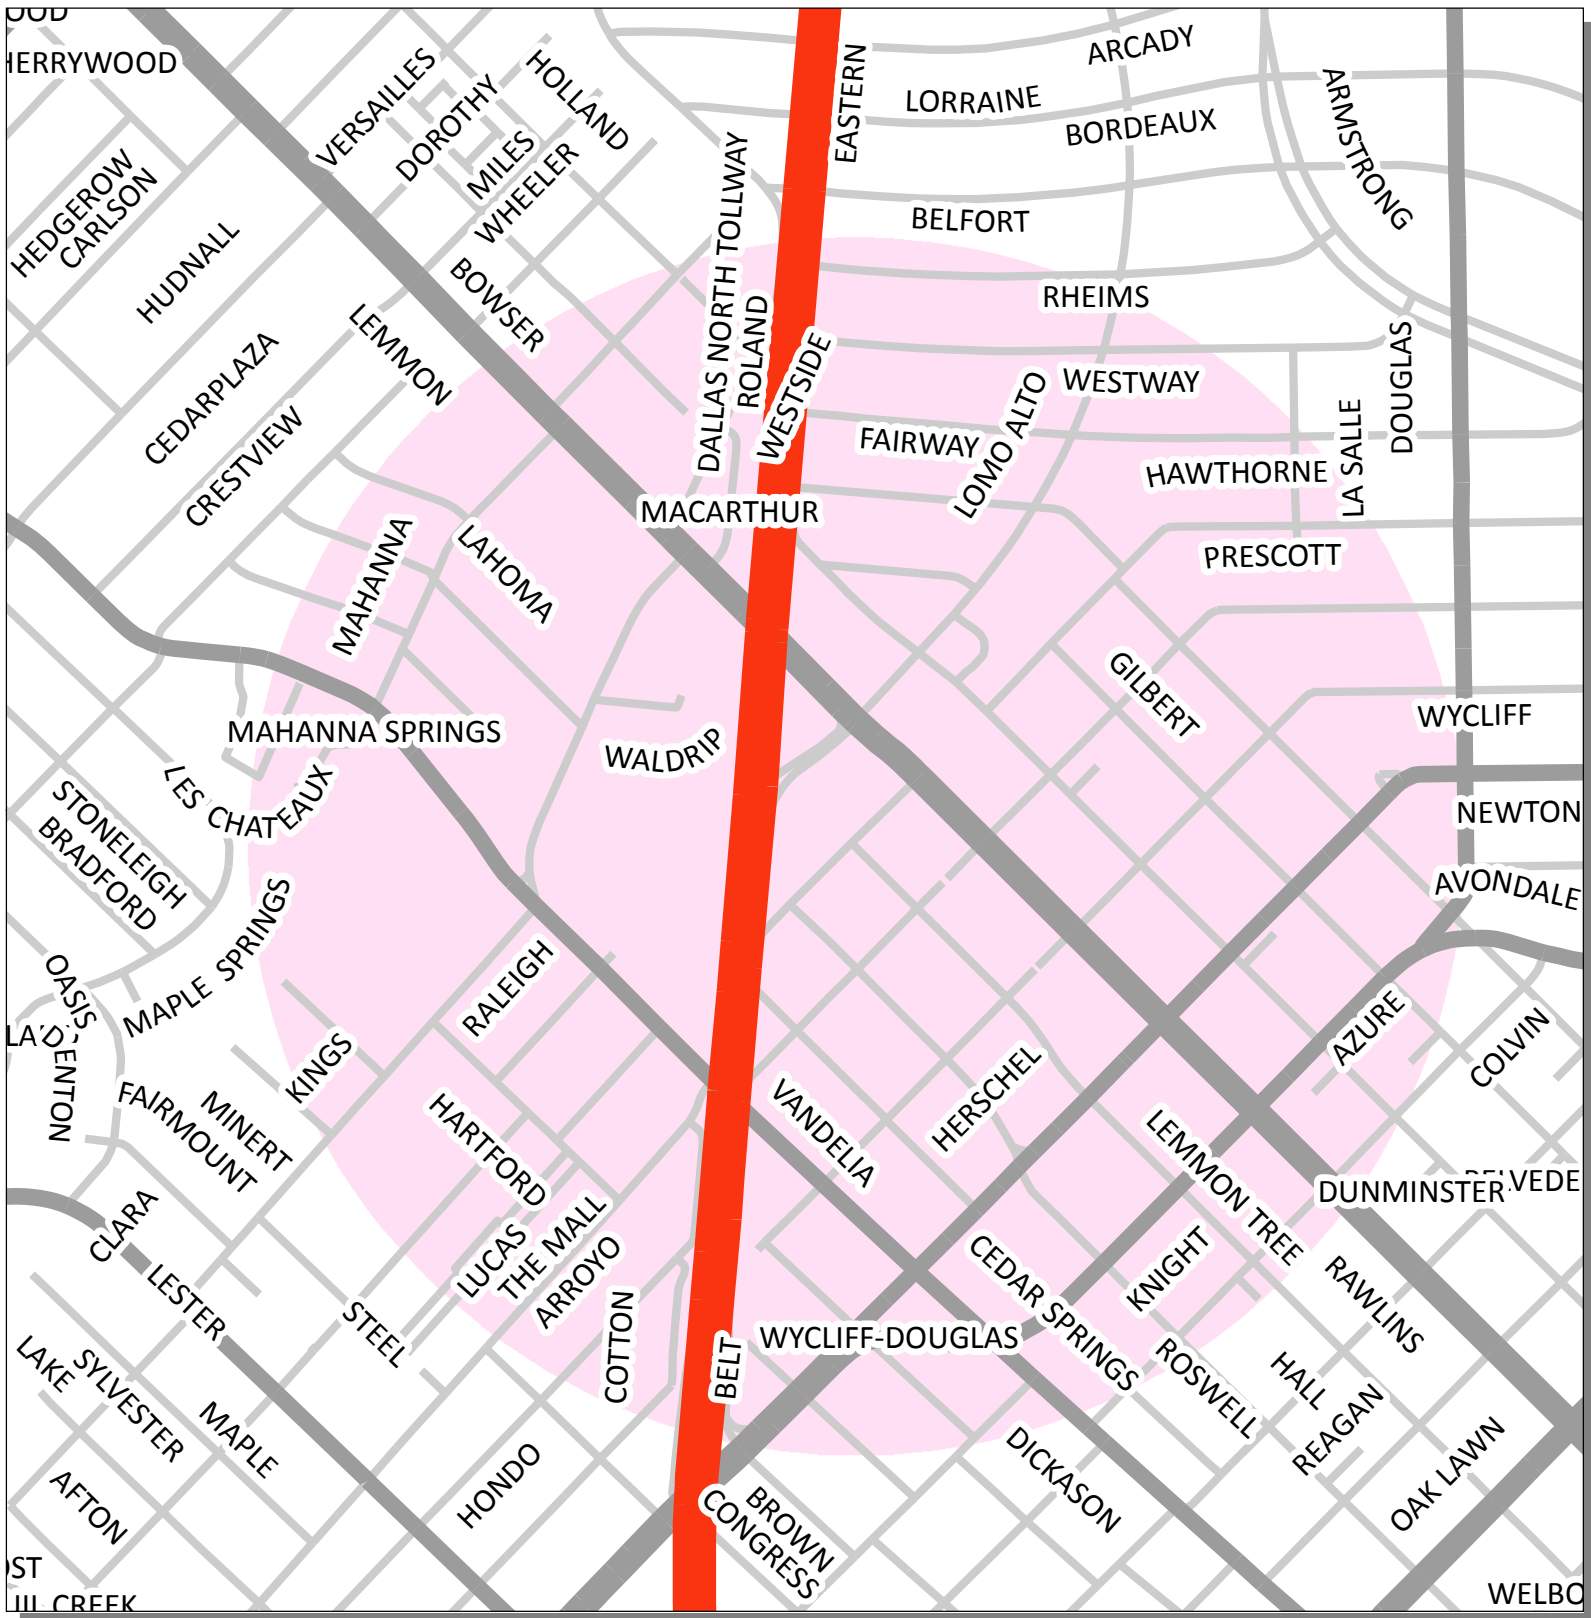 HERRYWOOD
ARCADY
EASTERN
VERSAILLES
HOLLAND
DOROTHY
LORRAINE
BORDEAUX
ARMSTRONG
MILES
WHEELER
HEDGEROW
CARLSON
BELFORT
HUDNALL
DALLAS NORTH TOLLWAY
BOWSER
RHEIMS
ROLAND
LEMMON
WESTSIDE
DOUGLAS
CEDARPLAZA
WESTWAY
LOMO ALTO
FAIRWAY
LA SALLE
CRESTVIEW
HAWTHORNE
MACARTHUR
PRESCOTT
MAHANNA
LAHOMA
GILBERT
WYCLIFF
MAHANNA SPRINGS
WALDRIP
LES CHATEAUX
NEWTON
STONELEIGH
BRADFORD
AVONDALE
MAPLE SPRINGS
RALEIGH
OASIS
AZURE
COLVIN
DENTON
KINGS
HERSCHEL
VANDELIA
FAIRMOUNT
MINERT
HARTFORD
LEMMON TREE
DUNMINSTER
CLARA
LUCAS
THE MALL
ARROYO
CEDAR SPRINGS
KNIGHT
LESTER
STEEL
COTTON
BELT
WYCLIFF-DOUGLAS
RAWLINS
ROSWELL
HALL
REAGAN
LAKE
SYLVESTER
MAPLE
AFTON
HONDO
DICKASON
OAK LAWN
BROWN
CONGRESS
CREEK
WELBO